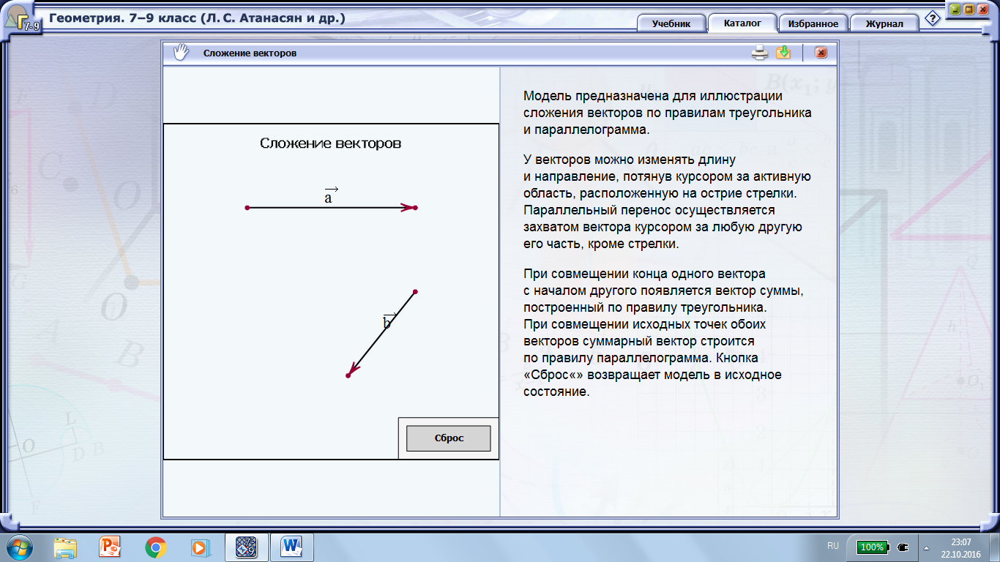 Геометрия. 7–9 класс (Л. С. Атанасян и др.)
Г 7-9
Учебник
Каталог
Избранное
Журнал
?
Сложение векторов
Сложение векторов
a
b
Сброс
Модель предназначена для иллюстрации
сложения векторов по правилам треугольника
и параллелограмма.
У векторов можно изменять длину
и направление, потянув курсором за активную
область, расположенную на острие стрелки.
Параллельный перенос осуществляется
захватом вектора курсором за любую другую
его часть, кроме стрелки.
При совмещении конца одного вектора
с началом другого появляется вектор суммы,
построенный по правилу треугольника.
При совмещении исходных точек обоих
векторов суммарный вектор строится
по правилу параллелограмма. Кнопка
«Сброс«» возвращает модель в исходное
состояние.
RU
100%
23:07
22.10.2016